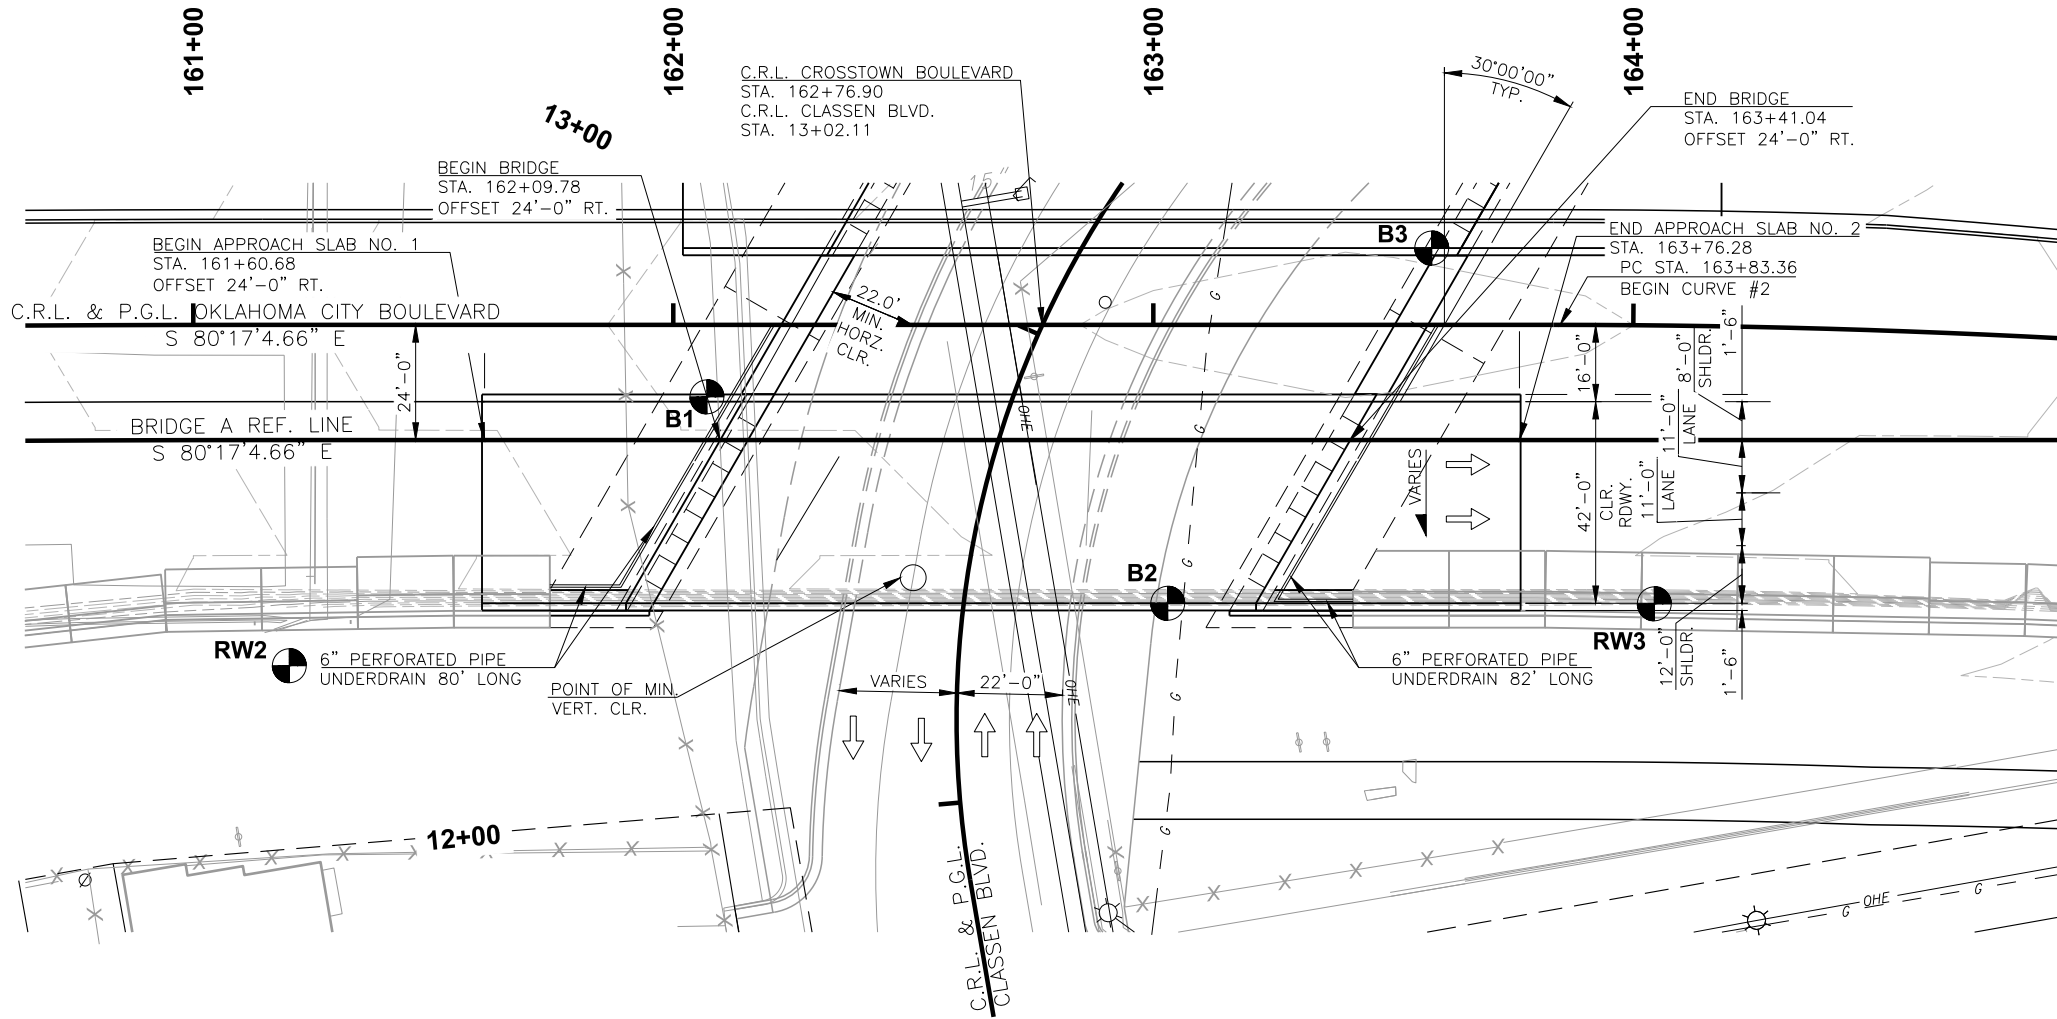 161+00
162+00
163+00
164+00
13+00
C.R.L. CROSSTOWN BOULEVARD
STA. 162+76.90
C.R.L. CLASSEN BLVD.
STA. 13+02.11
30°00'00"
TYP.
END BRIDGE
STA. 163+41.04
OFFSET 24'-0" RT.
BEGIN BRIDGE
STA. 162+09.78
OFFSET 24'-0" RT.
15"
BEGIN APPROACH SLAB NO. 1
STA. 161+60.68
OFFSET 24'-0" RT.
B3
END APPROACH SLAB NO. 2
STA. 163+76.28
PC STA. 163+83.36
BEGIN CURVE #2
C.R.L. & P.G.L. OKLAHOMA CITY BOULEVARD
S 80°17'4.66" E
22.0'
MIN.
HORZ.
CLR.
G
24'-0"
16'-0"
8'-0"
SHLDR.
1'-6"
B1
OHE
G
BRIDGE A REF. LINE
S 80°17'4.66" E
11'-0"
LANE
VARIES
42'-0"
CLR.
RDWY.
11'-0"
LANE
G
B2
G
RW2
6" PERFORATED PIPE
UNDERDRAIN 80' LONG
RW3
6" PERFORATED PIPE
UNDERDRAIN 82' LONG
12'-0"
SHLDR.
1'-6"
POINT OF MIN.
VERT. CLR.
VARIES
22'-0"
OHE
G
G
12+00
C.R.L. & P.G.L.
CLASSEN BLVD.
G
OHE
G